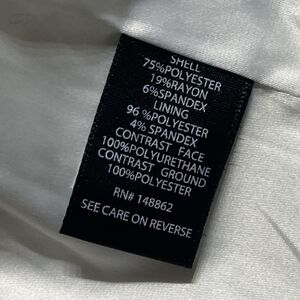 SHELL
75%POLYESTER
19%RAYON
6%SPANDEX
LINING
96 %POLYESTER
4% SPANDEX
CONTRAST FACE
100%POLYURETHANE
CONTRAST GROUND
100%POLYESTER
RN# 148862
SEE CARE ON REVERSE